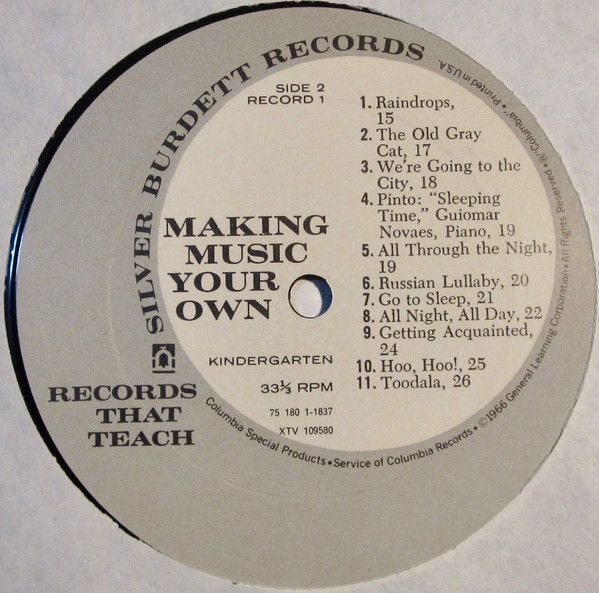 SILVER BURDETT RECORDS
SIDE 2
RECORD 1
MAKING
MUSIC
YOUR
OWN
KINDERGARTEN
33⅓ RPM
75 180 1-1837
XTV 109580
1. Raindrops,
15
2. The Old Gray
Cat, 17
3. We're Going to the
City, 18
4. Pinto: “Sleeping
Time,” Guiomar
Novaes, Piano, 19
5. All Through the Night,
19
6. Russian Lullaby, 20
7. Go to Sleep, 21
8. All Night, All Day, 22
9. Getting Acquainted,
24
10. Hoo, Hoo!, 25
11. Toodala, 26
RECORDS
THAT
TEACH
Columbia Special Products • Service of Columbia Records • ©1966 General Learning Corporation • All Rights Reserved • ®“Columbia” • Printed in U.S.A.